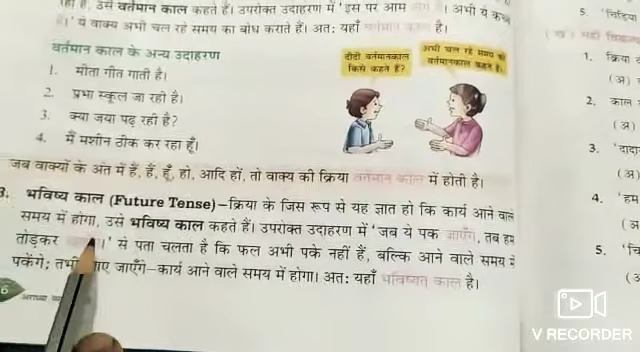 है, उसे वर्तमान काल कहते हैं। उपरोक्त उदाहरण में 'इस पर आम । अभी ये कच्चे
ये वाक्य अभी चल रहे समय का बोध कराते हैं। अत: यहाँ वर्तमान काल है।
वर्तमान काल के अन्य उदाहरण
1. मीता गीत गाती है।
2. प्रभा स्कूल जा रही है।
3. क्या जया पढ़ रही है?
4. मैं मशीन ठीक कर रहा हूँ।
दीदी वर्तमानकाल
किसे कहते हैं?
अभी चल रहे समय को
वर्तमानकाल कहते हैं।
जब वाक्यों के अंत में है, हैं, हूँ, हो, आदि हों, तो वाक्य की क्रिया वर्तमान काल में होती है।
3. भविष्य काल (Future Tense)–क्रिया के जिस रूप से यह ज्ञात हो कि कार्य आने वाले
समय में होगा, उसे भविष्य काल कहते हैं। उपरोक्त उदाहरण में 'जब ये पक जाएँगे, तब हम
तोड़कर ।' से पता चलता है कि फल अभी पके नहीं हैं, बल्कि आने वाले समय में
पकेंगे; तभी जाएँगे–कार्य आने वाले समय में होगा। अत: यहाँ भविष्यत् काल है।
6
5. 'चिड़िया
(ख) सही विकल्प
1. क्रिया
(अ)
2. काल
(अ)
3. 'दादा
(अ)
4. 'हम
(अ)
5. 'चि
(अ
V RECORDER